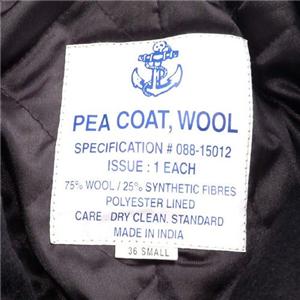 PEA COAT, WOOL
SPECIFICATION # 088-15012
ISSUE : 1 EACH
75% WOOL / 25% SYNTHETIC FIBRES
POLYESTER LINED
CARE : DRY CLEAN. STANDARD
MADE IN INDIA
36 SMALL